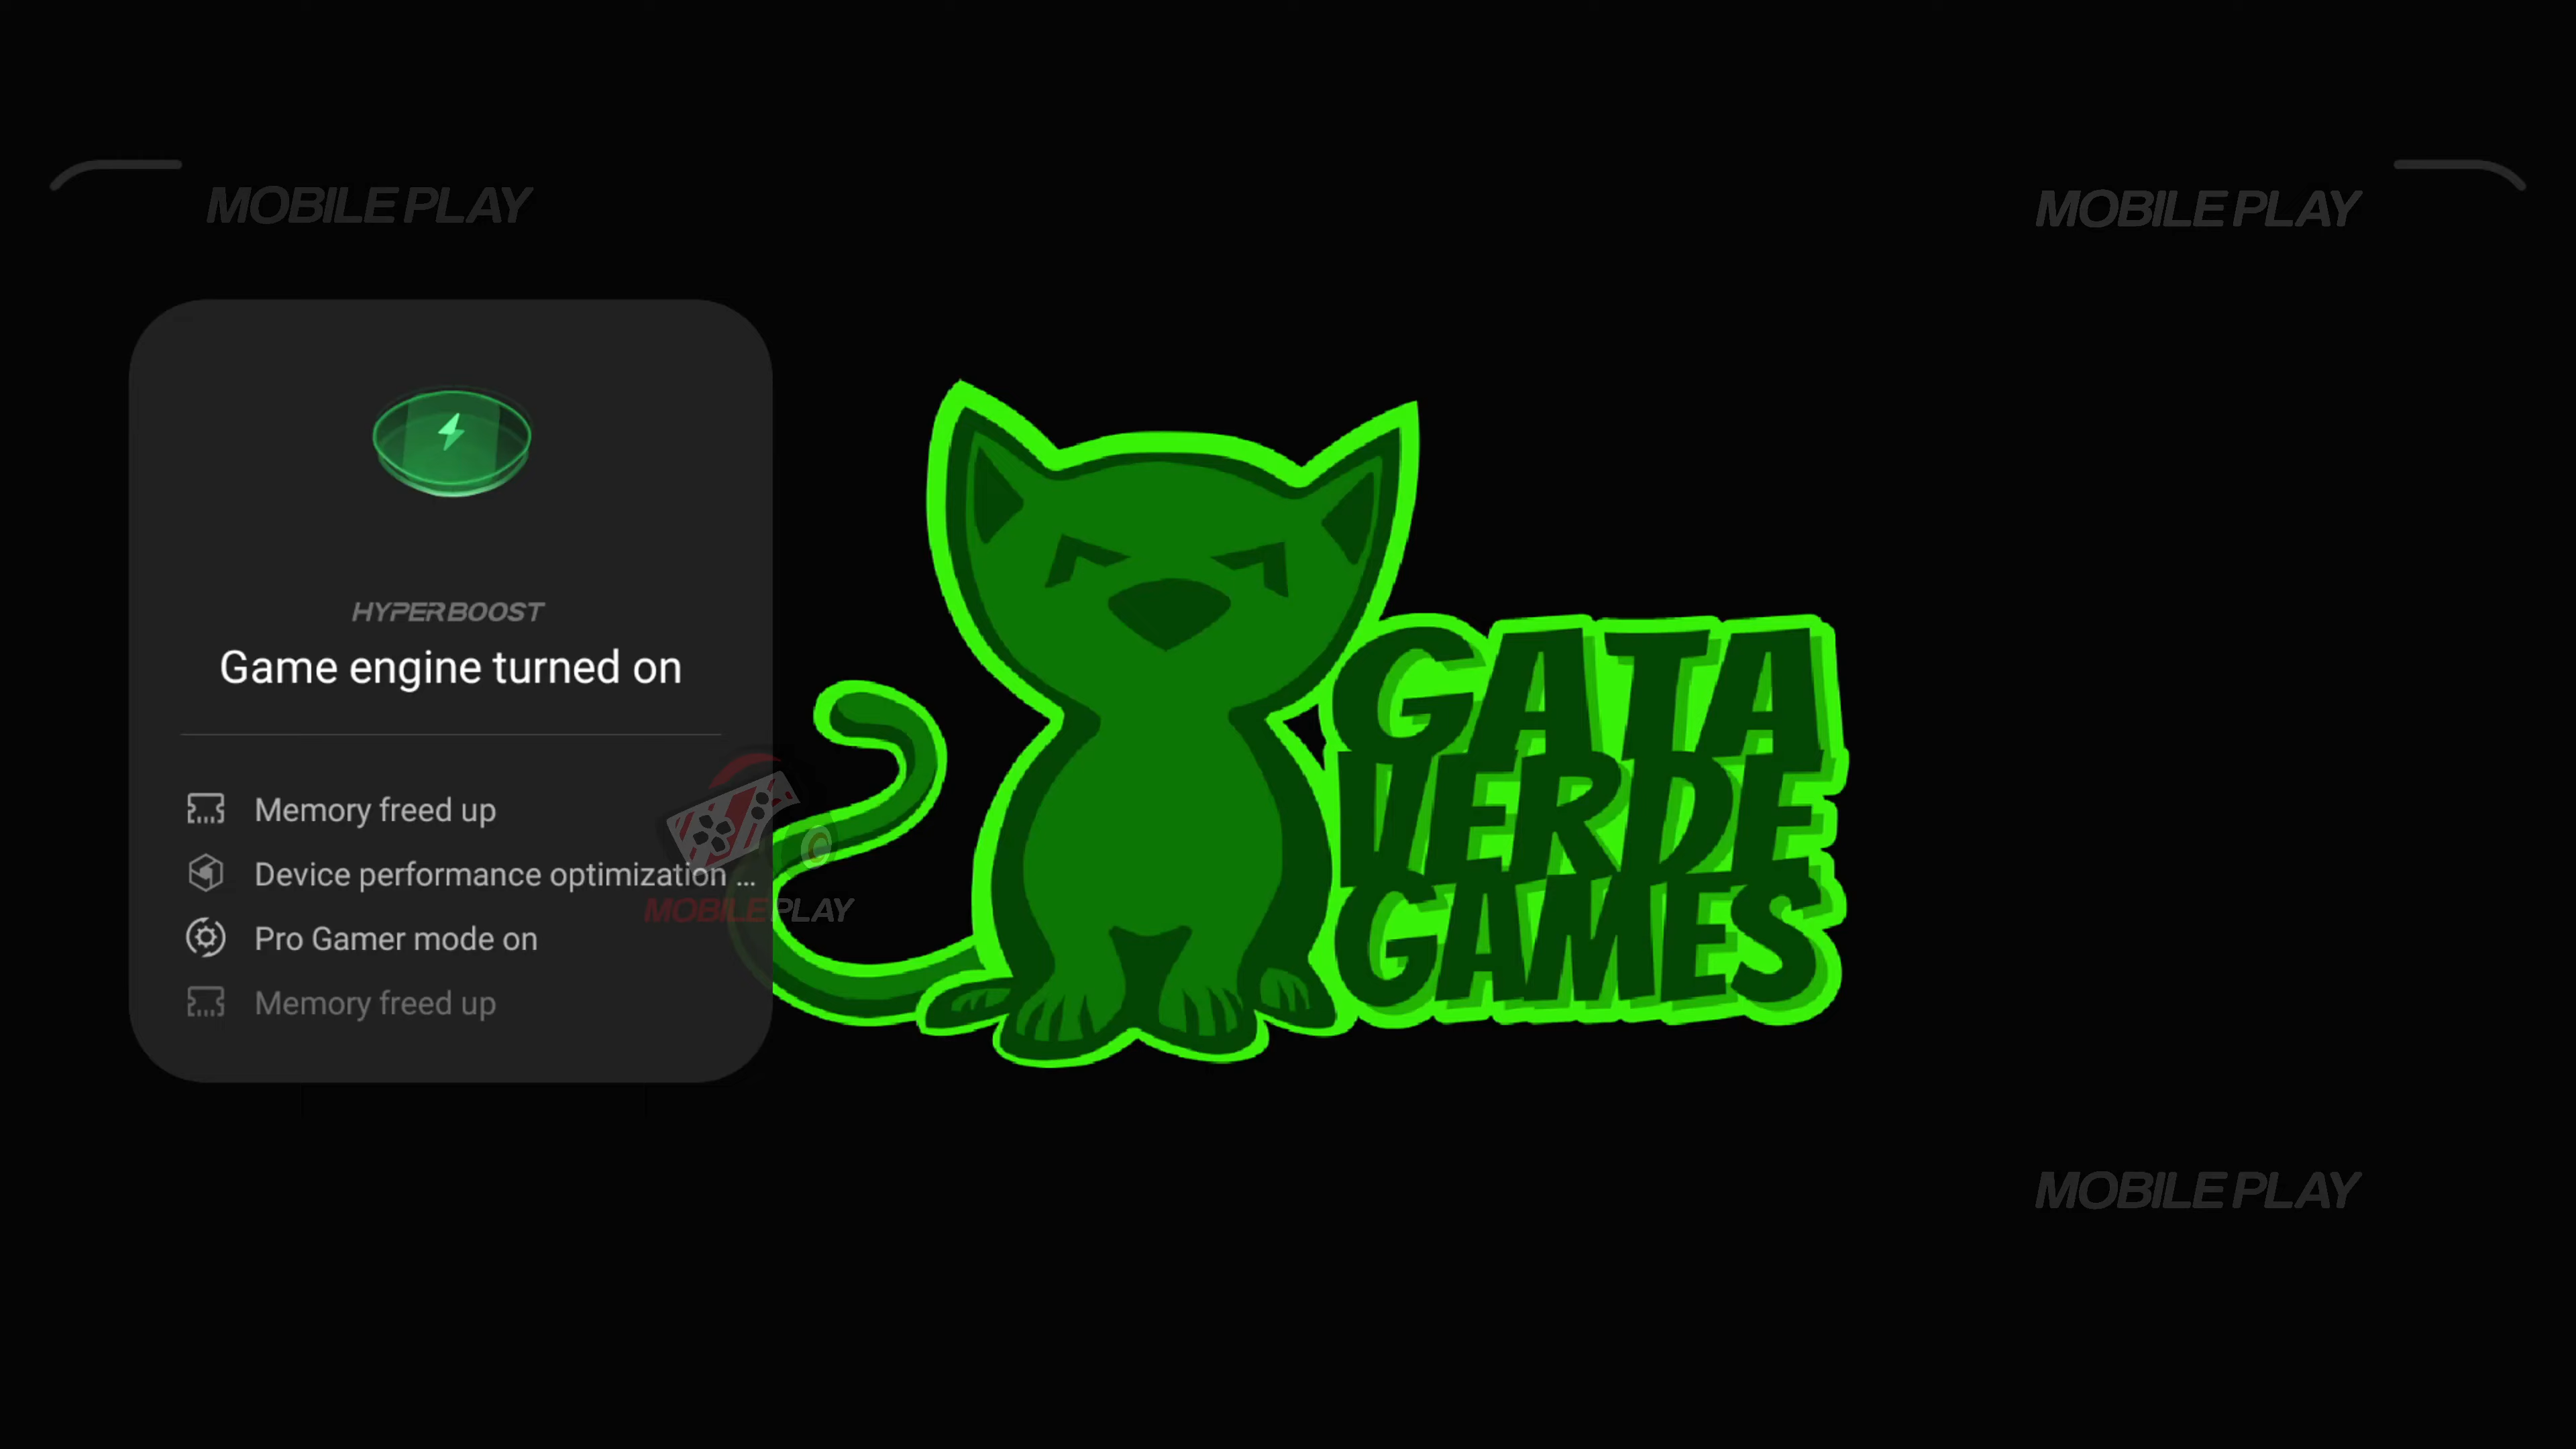 MOBILE PLAY
MOBILE PLAY
HYPERBOOST
Game engine turned on
Memory freed up
Device performance optimization ...
Pro Gamer mode on
Memory freed up
MOBILE PLAY
GATA
VERDE
GAMES
MOBILE PLAY